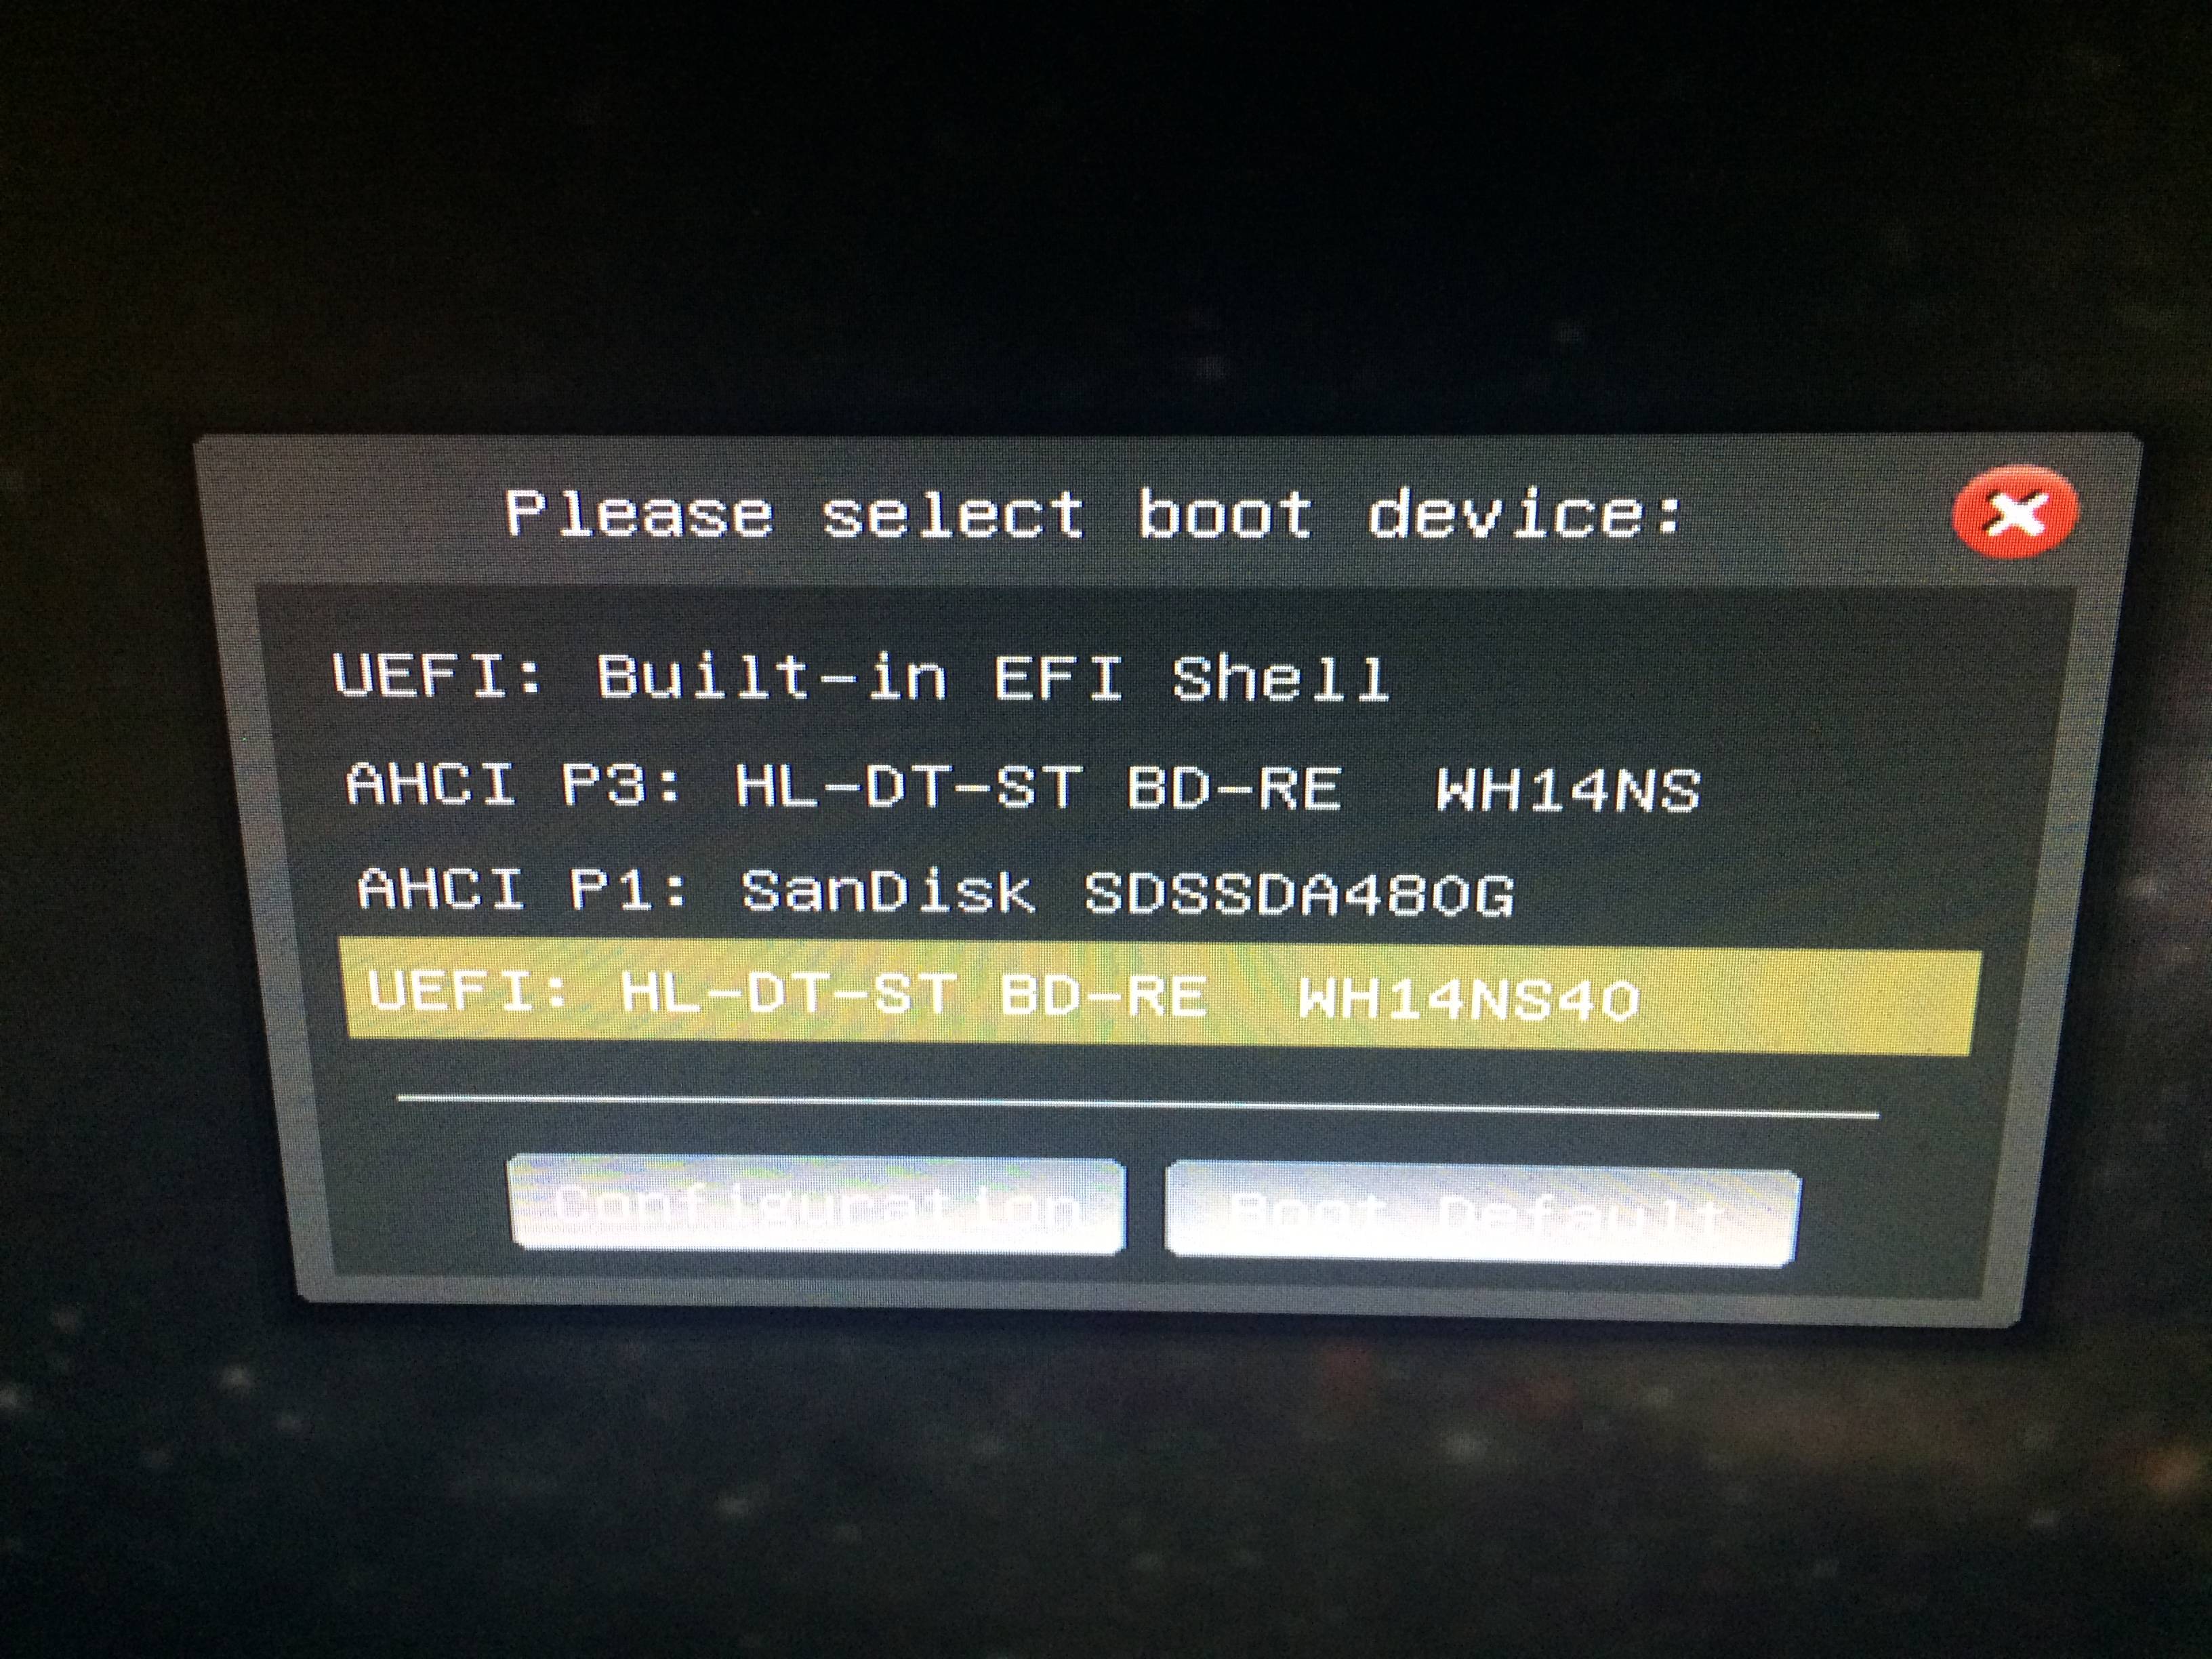 Please select boot device:
UEFI: Built-in EFI Shell
AHCI P3: HL-DT-ST BD-RE  WH14NS
AHCI P1: SanDisk SDSSDA480G
UEFI: HL-DT-ST BD-RE  WH14NS40
Configuration
Boot Default